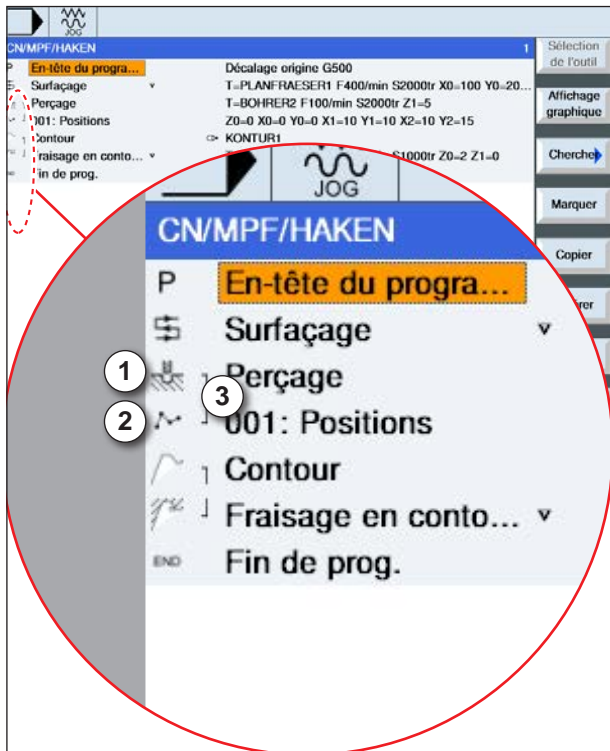 JOG
CN/MPF/HAKEN 1
P En-tête du progra... Décalage origine G500
Surfaçage T=PLANFRAESER1 F400/min S2000tr X0=100 Y0=20...
Perçage T=BOHRER2 F100/min S2000tr Z1=5
001: Positions Z0=0 X0=0 Y0=0 X1=10 Y1=10 X2=10 Y2=15
Contour KONTUR1
Fraisage en conto... S1000tr Z0=2 Z1=0
END Fin de prog.
Sélection de l'outil
Affichage graphique
Cherche
Marquer
Copier
rer
JOG
CN/MPF/HAKEN
P En-tête du progra...
Surfaçage
1 Perçage
3
2 001: Positions
Contour
Fraisage en conto...
END Fin de prog.